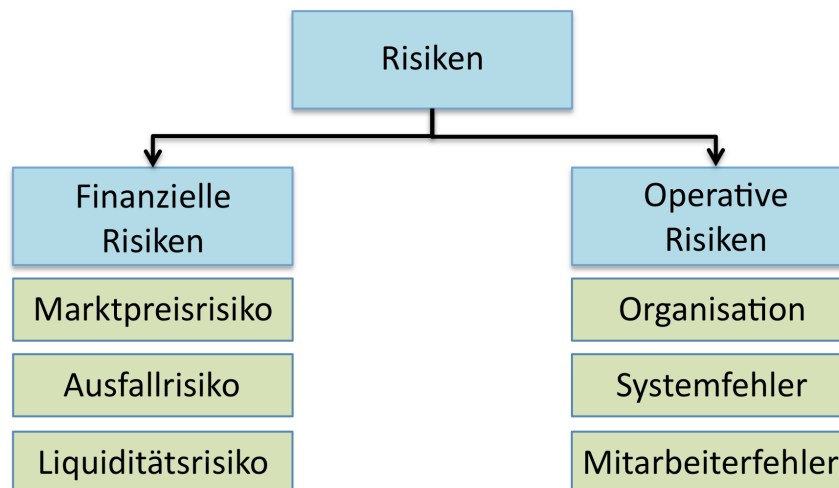 Risiken
Finanzielle
Risiken
Marktpreisrisiko
Ausfallrisiko
Liquiditätsrisiko
Operative
Risiken
Organisation
Systemfehler
Mitarbeiterfehler